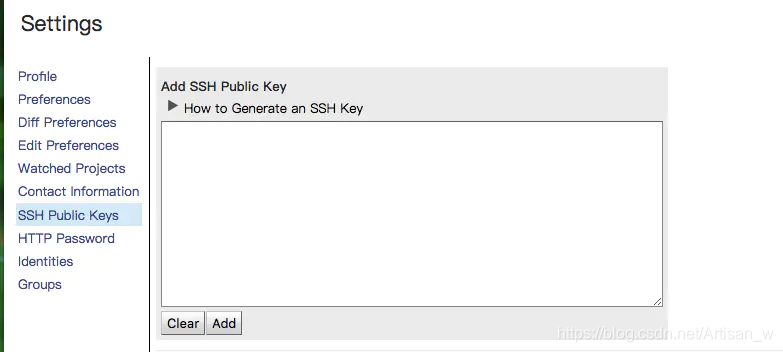 Settings
Profile
Preferences
Diff Preferences
Edit Preferences
Watched Projects
Contact Information
SSH Public Keys
HTTP Password
Identities
Groups
Add SSH Public Key
How to Generate an SSH Key
Clear Add
https://blog.csdn.net/Artisan_w